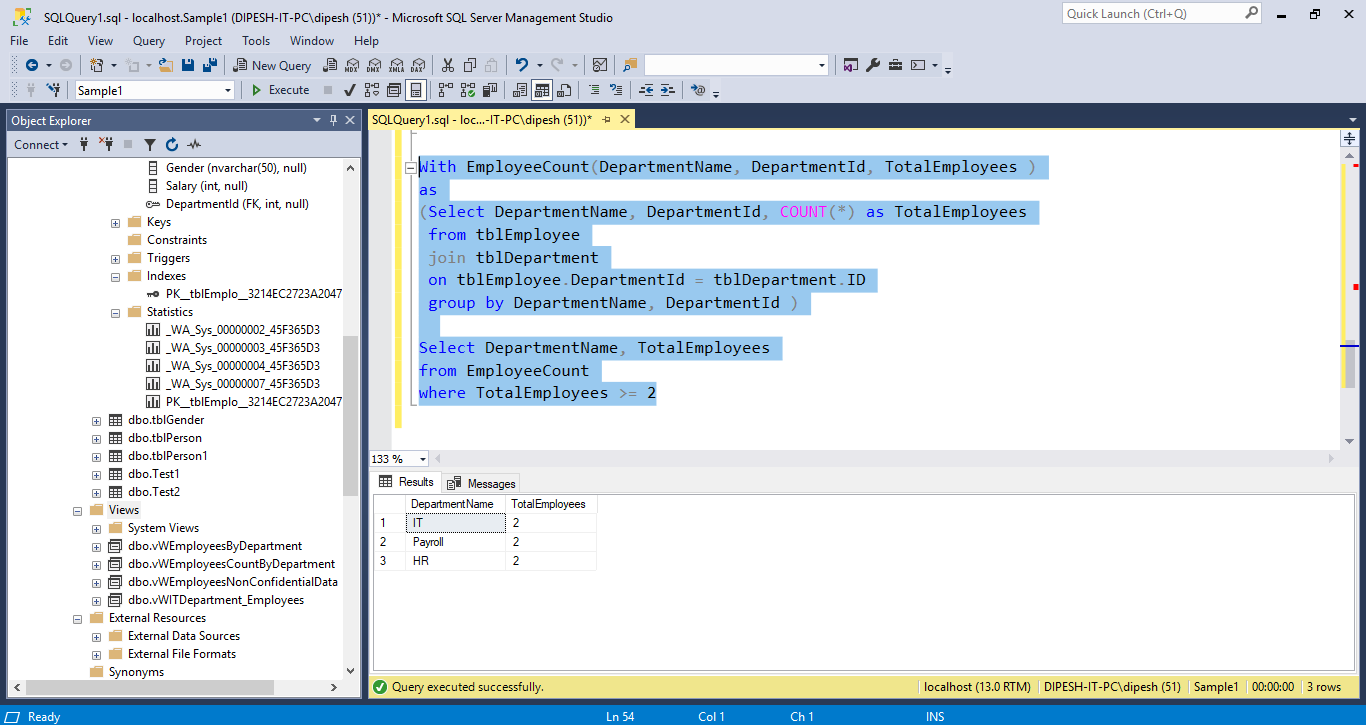 SQLQuery1.sql - localhost.Sample1 (DIPESH-IT-PC\dipesh (51))* - Microsoft SQL Server Management Studio
Quick Launch (Ctrl+Q)
File Edit View Query Project Tools Window Help
New Query MDX DMX XMLA DAX
Sample1 Execute
Object Explorer
Connect
Gender (nvarchar(50), null)
Salary (int, null)
DepartmentId (FK, int, null)
Keys
Constraints
Triggers
Indexes
PK__tblEmplo__3214EC2723A2047
Statistics
_WA_Sys_00000002_45F365D3
_WA_Sys_00000003_45F365D3
_WA_Sys_00000004_45F365D3
_WA_Sys_00000007_45F365D3
PK__tblEmplo__3214EC2723A2047
dbo.tblGender
dbo.tblPerson
dbo.tblPerson1
dbo.Test1
dbo.Test2
Views
System Views
dbo.vWEmployeesByDepartment
dbo.vWEmployeesCountByDepartment
dbo.vWEmployeesNonConfidentialData
dbo.vWITDepartment_Employees
External Resources
External Data Sources
External File Formats
Synonyms
SQLQuery1.sql - loc...-IT-PC\dipesh (51))*
With EmployeeCount(DepartmentName, DepartmentId, TotalEmployees )
as
(Select DepartmentName, DepartmentId, COUNT(*) as TotalEmployees
from tblEmployee
join tblDepartment
on tblEmployee.DepartmentId = tblDepartment.ID
group by DepartmentName, DepartmentId )
Select DepartmentName, TotalEmployees
from EmployeeCount
where TotalEmployees >= 2
133 %
Results Messages
DepartmentName TotalEmployees
1 IT 2
2 Payroll 2
3 HR 2
Query executed successfully. localhost (13.0 RTM) DIPESH-IT-PC\dipesh (51) Sample1 00:00:00 3 rows
Ready Ln 54 Col 1 Ch 1 INS